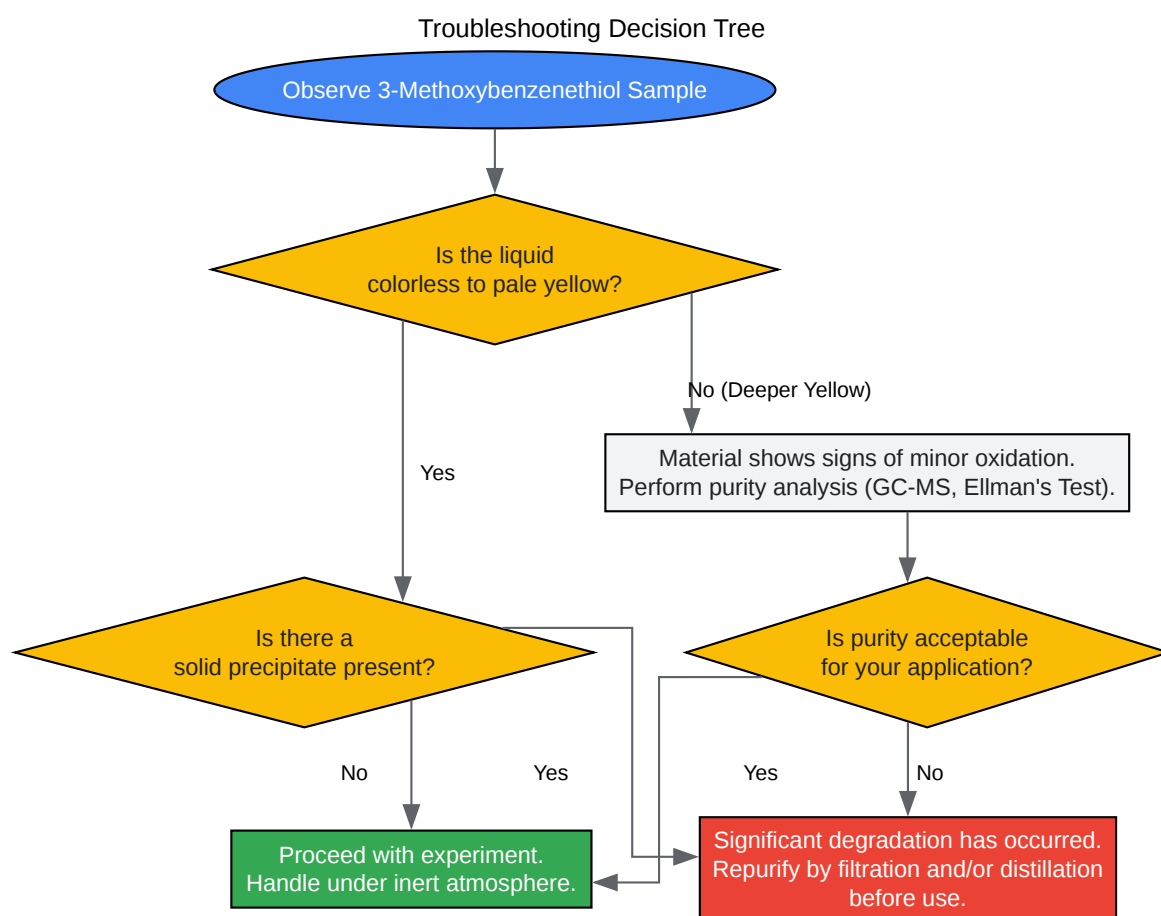 Troubleshooting Decision Tree
Observe 3-Methoxybenzenethiol Sample
Is the liquid
colorless to pale yellow?
No (Deeper Yellow)
Material shows signs of minor oxidation.
Perform purity analysis (GC-MS, Ellman's Test).
Yes
Is there a
solid precipitate present?
Is purity acceptable
for your application?
No
Yes
Yes
No
Proceed with experiment.
Handle under inert atmosphere.
Significant degradation has occurred.
Repurify by filtration and/or distillation
before use.